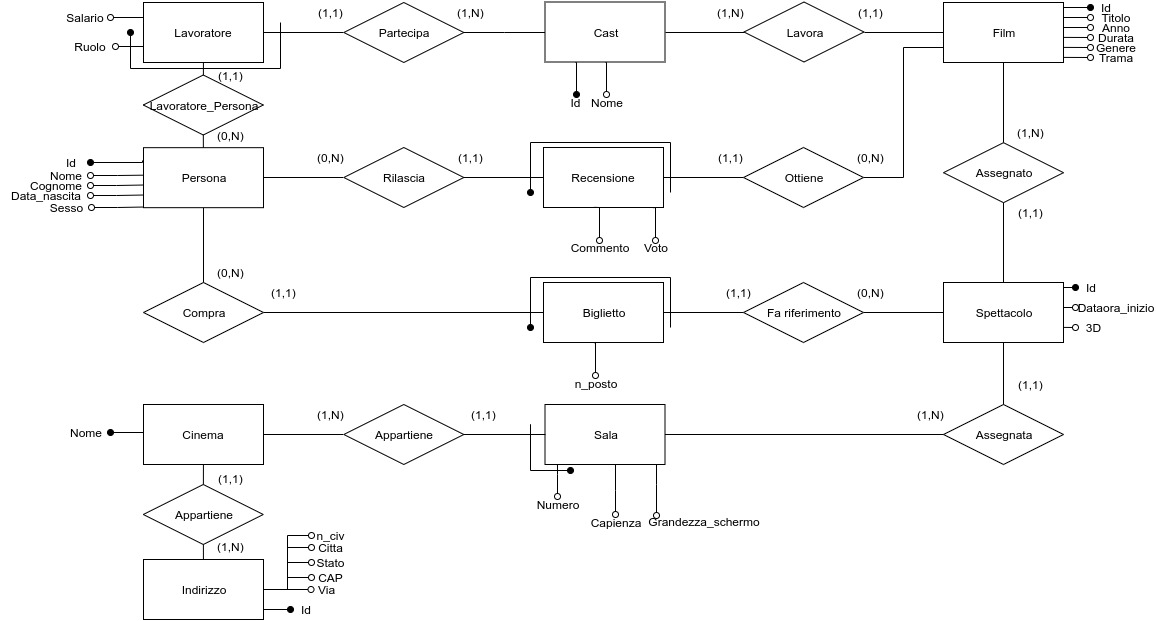 Salario
Ruolo
Lavoratore
(1,1)
Partecipa
(1,N)
Cast
Id
Nome
(1,N)
Lavora
(1,1)
Film
Id
Titolo
Anno
Durata
Genere
Trama
(1,1)
Lavoratore_Persona
(0,N)
Id
Nome
Cognome
Data_nascita
Sesso
Persona
(0,N)
Rilascia
(1,1)
Recensione
Commento
Voto
(1,1)
Ottiene
(0,N)
(1,N)
Assegnato
(1,1)
(0,N)
Compra
(1,1)
Biglietto
n_posto
(1,1)
Fa riferimento
(0,N)
Spettacolo
Id
Dataora_inizio
3D
(1,1)
Nome
Cinema
(1,N)
Appartiene
(1,1)
Sala
Numero
Capienza
Grandezza_schermo
(1,N)
Assegnata
(1,1)
Appartiene
(1,N)
Indirizzo
n_civ
Citta
Stato
CAP
Via
Id